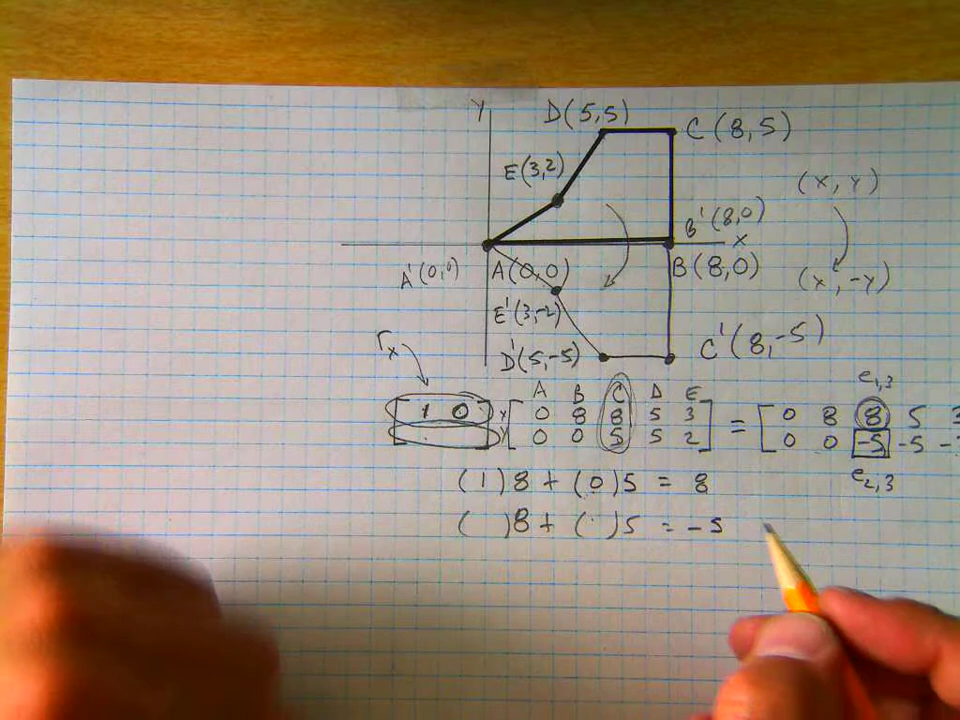 Y D(5,5) C(8,5)
E(3,2) (x,y)
B'(8,0) x
A'(0,0) A(0,0) B(8,0) (x,-y)
E'(3,-2)
D'(5,-5) C'(8,-5)
rx
A B C D E e1,3
[1 0 x [0 8 8 5 3] = [0 8 8 5 3
[. ] y [0 0 5 5 2] [0 0 -5 -5 -
(1)8 + (0)5 = 8 e2,3
( )8 + ( )5 = -5